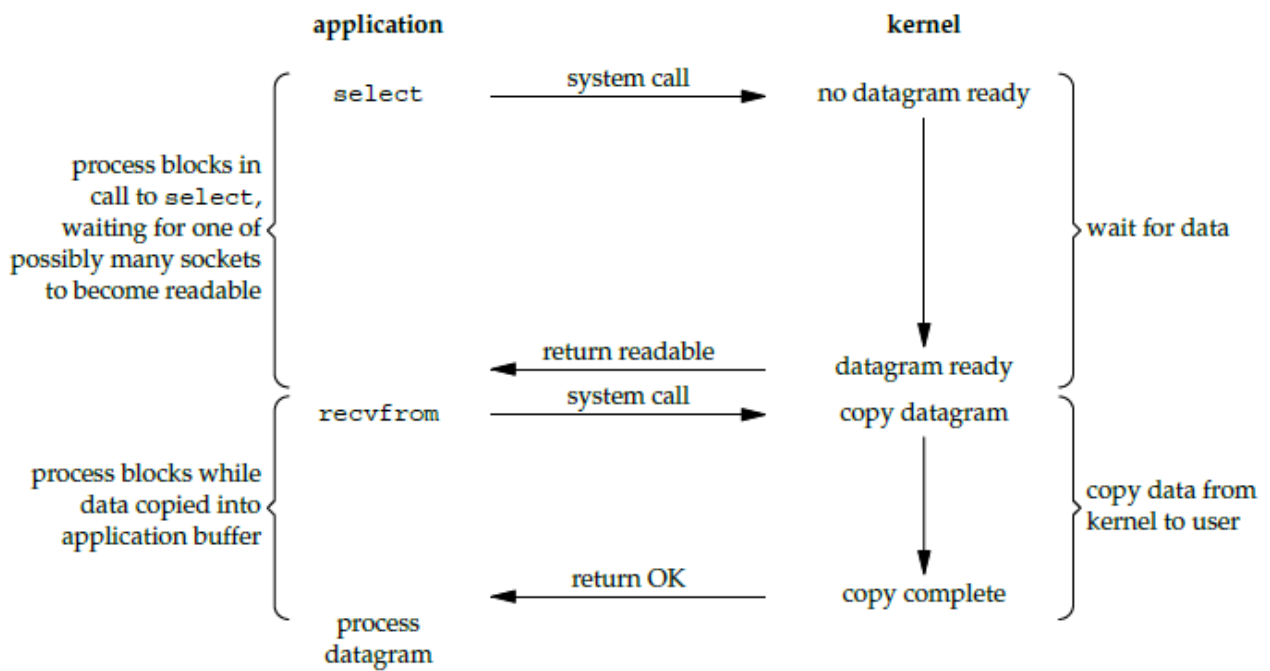 application
kernel
select
system call
no datagram ready
process blocks in
call to select,
waiting for one of
possibly many sockets
to become readable
wait for data
return readable
datagram ready
recvfrom
system call
copy datagram
process blocks while
data copied into
application buffer
copy data from
kernel to user
return OK
copy complete
process
datagram